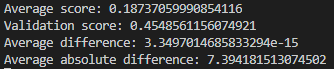 Average score: 0.18737059990854116
Validation score: 0.4548561156074921
Average difference: 3.3497014685833294e-15
Average absolute difference: 7.394181513074502